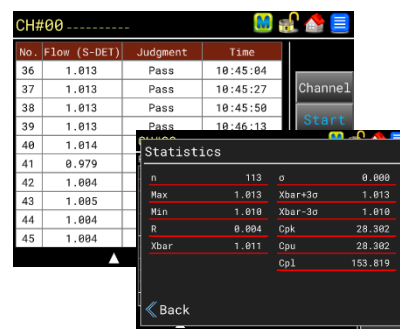 CH#00----------
M
No. Flow (S-DET) Judgment Time
36 1.013 Pass 10:45:04
37 1.013 Pass 10:45:27
38 1.013 Pass 10:45:50
39 1.013 Pass 10:46:13
40 1.014
41 0.979
42 1.004
43 1.005
44 1.004
45 1.004
Channel
Start
Statistics
n 113 σ 0.000
Max 1.013 Xbar+3σ 1.013
Min 1.010 Xbar-3σ 1.010
R 0.004 Cpk 28.302
Xbar 1.011 Cpu 28.302
Cpl 153.819
Back